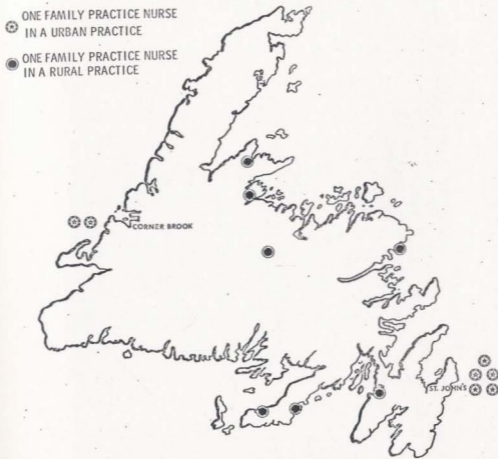 ONE FAMILY PRACTICE NURSE
IN A URBAN PRACTICE
ONE FAMILY PRACTICE NURSE
IN A RURAL PRACTICE
CORNER BROOK
ST. JOHN'S